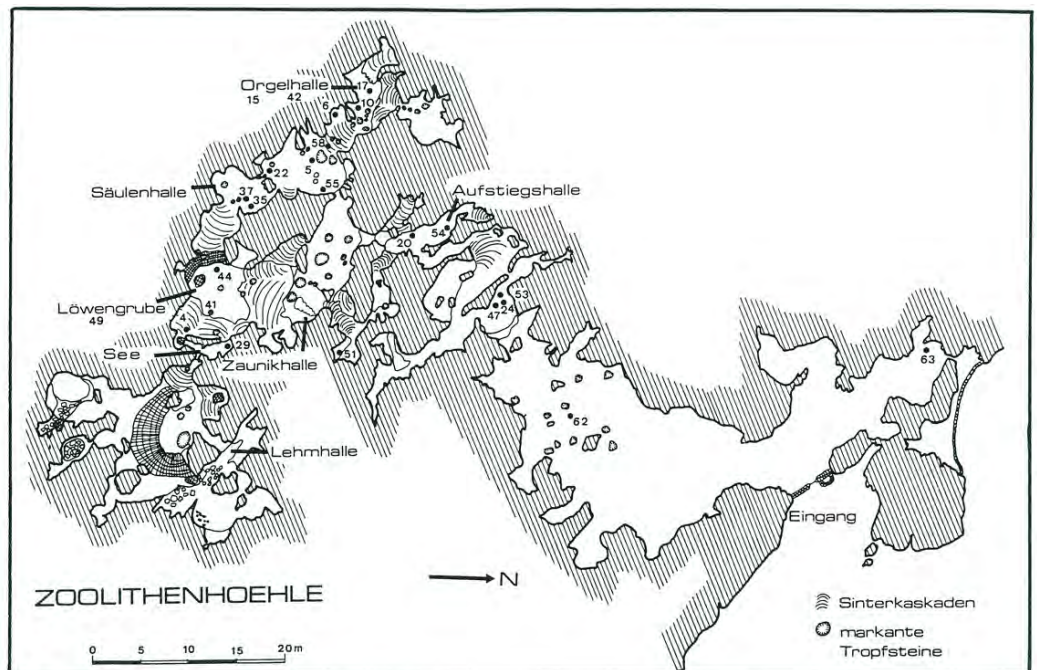 Orgelhalle
17
15
42
10
6
58
5
22
55
Säulenhalle
37
35
Aufstiegshalle
20
54
44
Löwengrube
49
41
4
See
29
Zaunikhalle
51
53
24
47
63
62
Lehmhalle
Eingang
ZOOLITHENHOEHLE
N
0 5 10 15 20 m
Sinterkaskaden
markante
Tropfsteine